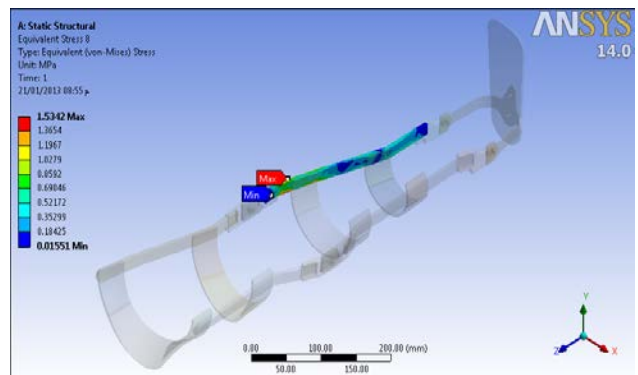 A: Static Structural
Equivalent Stress 8
Type: Equivalent (von-Mises) Stress
Unit: MPa
Time: 1
21/01/2013 08:55 م
ANSYS
14.0
1.5342 Max
1.3654
1.1967
1.0279
0.8592
0.69046
0.52172
0.35299
0.18425
0.01551 Min
Max
Min
0.00 100.00 200.00 (mm)
50.00 150.00
Y
Z X